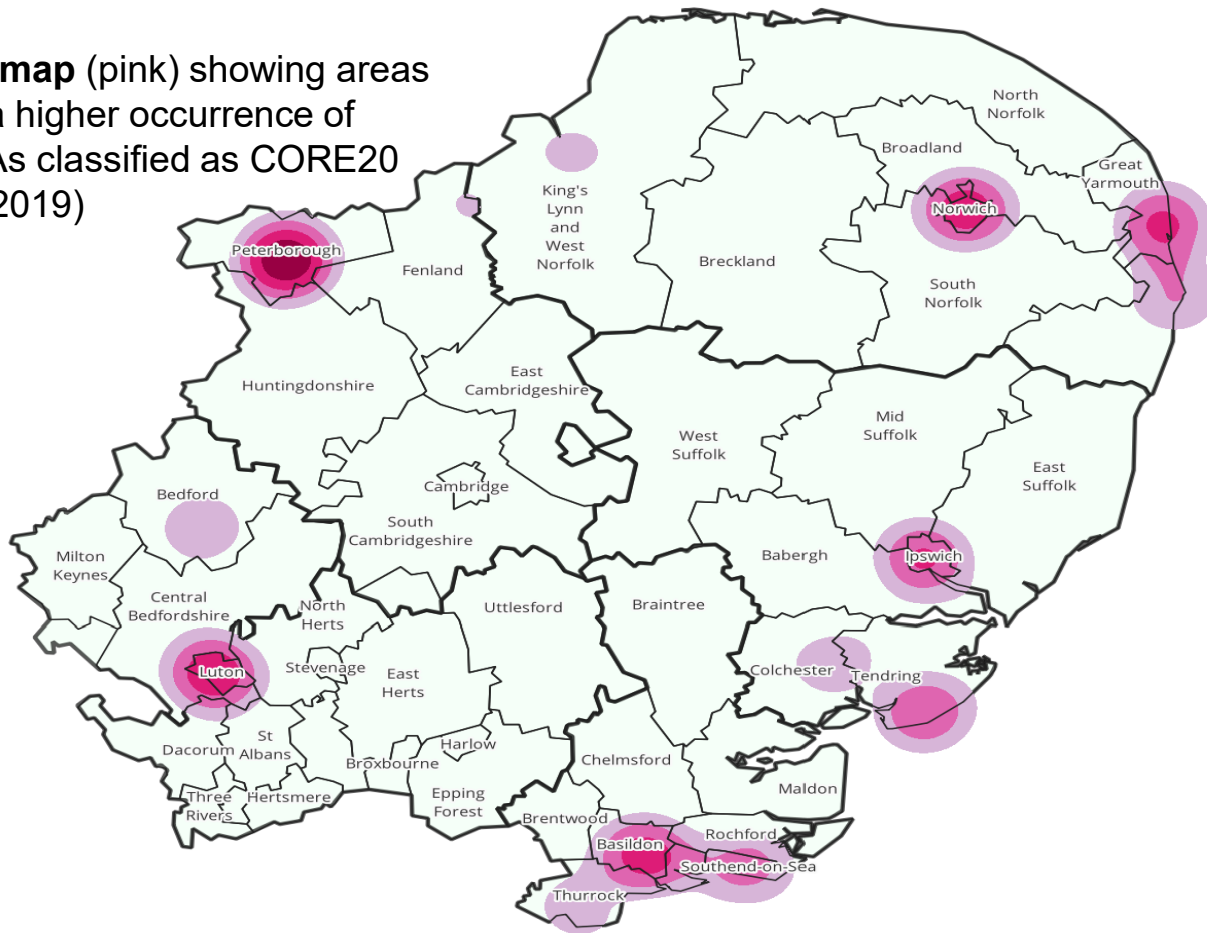 map (pink) showing areas
a higher occurrence of
As classified as CORE20
2019)
North
Norfolk
Broadland
Great
Yarmouth
King's
Lynn
and
West
Norfolk
Norwich
Peterborough
Fenland
Breckland
South
Norfolk
Huntingdonshire
East
Cambridgeshire
Mid
Suffolk
West
Suffolk
East
Suffolk
Bedford
Cambridge
South
Cambridgeshire
Milton
Keynes
Babergh
Ipswich
Central
Bedfordshire
North
Herts
Uttlesford
Braintree
Luton
Stevenage
East
Herts
Colchester
Tendring
Dacorum
St
Albans
Harlow
Broxbourne
Chelmsford
Three
Rivers
Hertsmere
Epping
Forest
Maldon
Brentwood
Rochford
Basildon
Southend-on-Sea
Thurrock